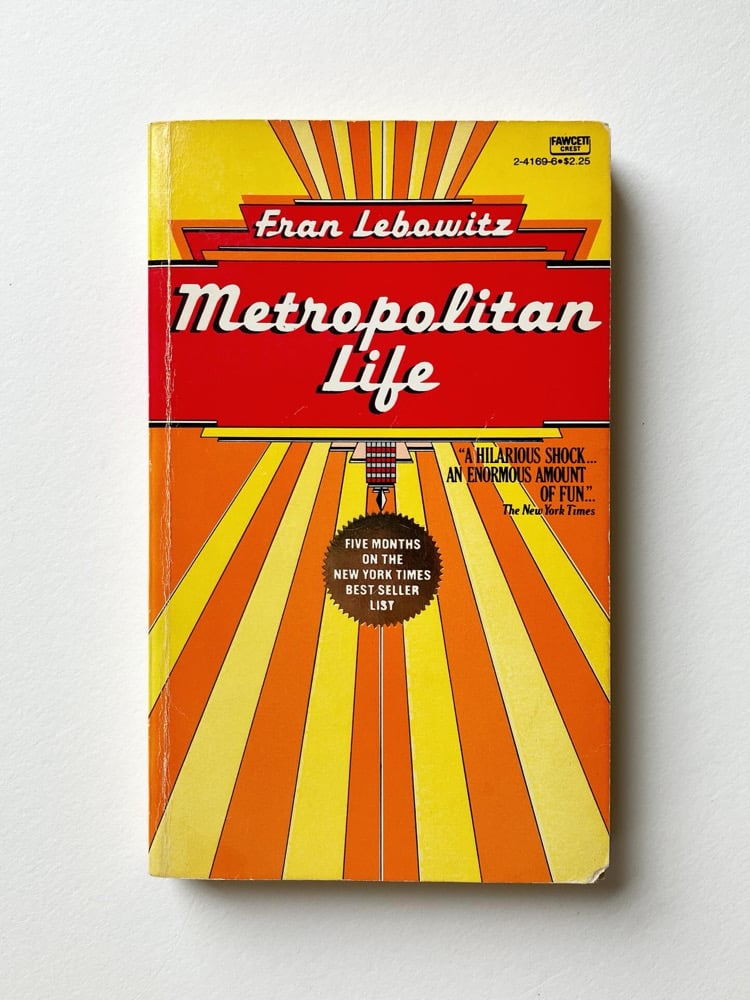 FAWCETT
CREST
2-4169-6•$2.25
Fran Lebowitz
Metropolitan
Life
“A HILARIOUS SHOCK...
AN ENORMOUS AMOUNT
OF FUN...”
The New York Times
FIVE MONTHS
ON THE
NEW YORK TIMES
BEST SELLER
LIST